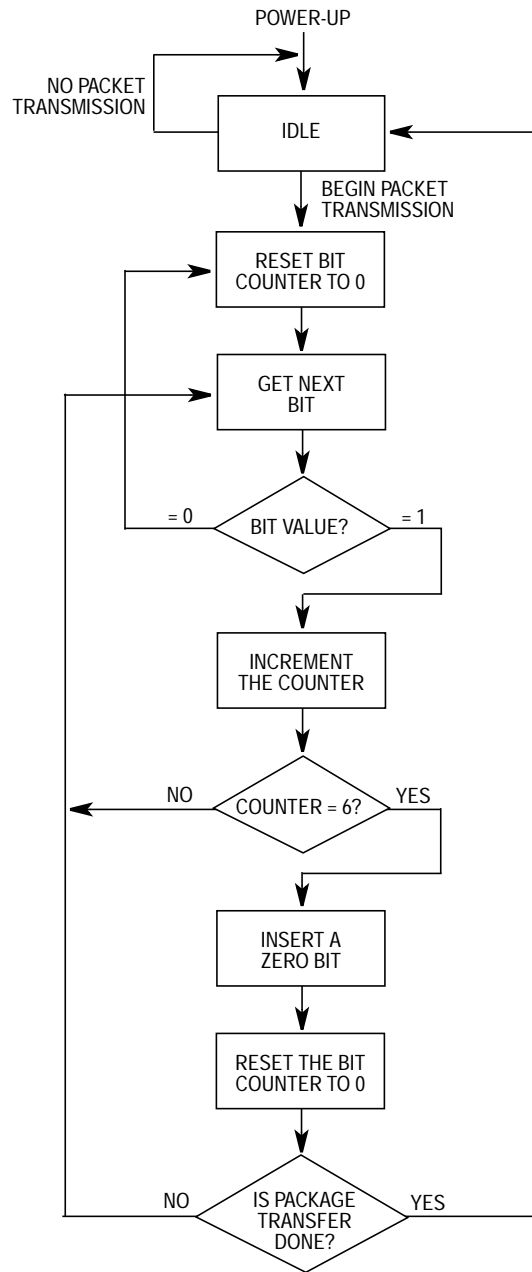 POWER-UP
NO PACKET
TRANSMISSION
IDLE
BEGIN PACKET
TRANSMISSION
RESET BIT
COUNTER TO 0
GET NEXT
BIT
= 0
BIT VALUE?
= 1
INCREMENT
THE COUNTER
NO
COUNTER = 6?
YES
INSERT A
ZERO BIT
RESET THE BIT
COUNTER TO 0
NO
IS PACKAGE
TRANSFER
DONE?
YES